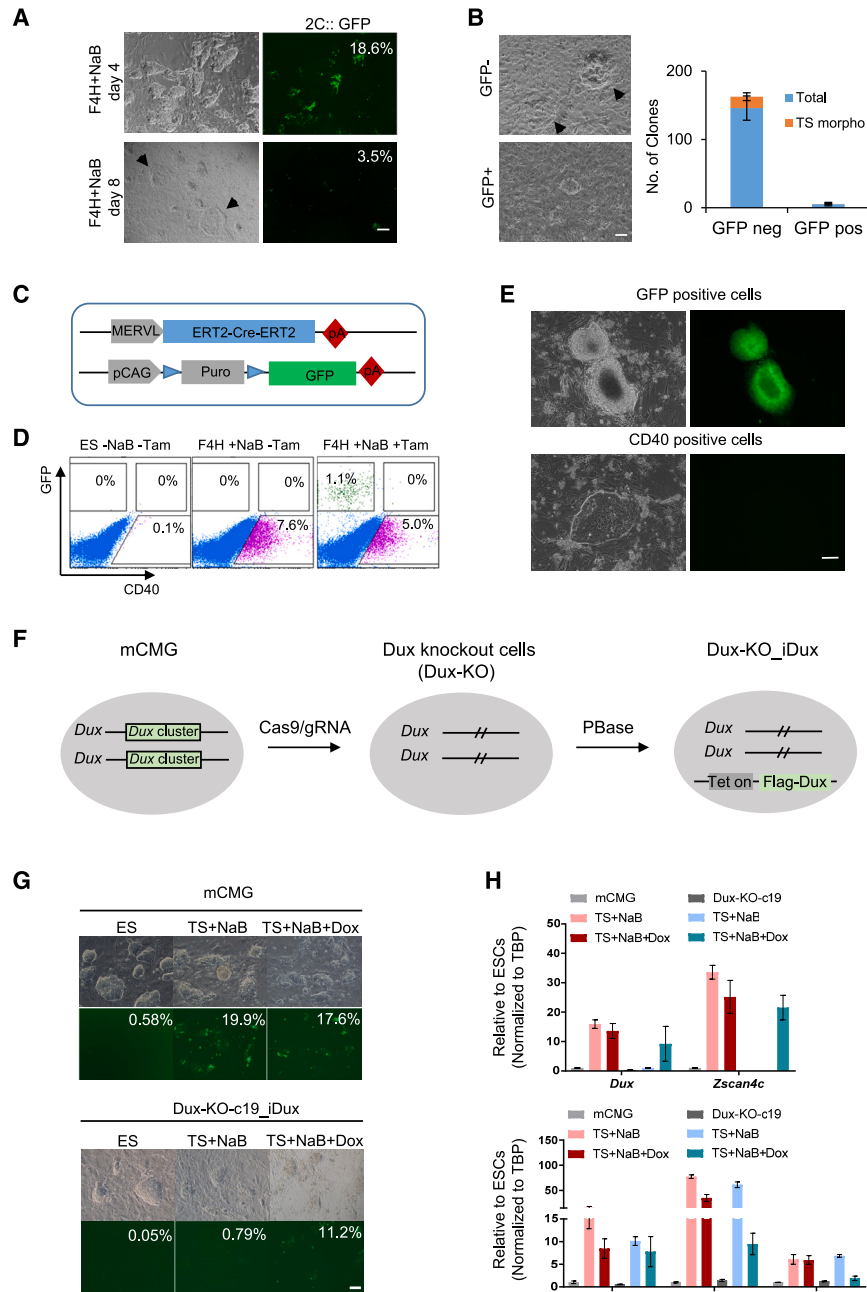 A
2C:: GFP
F4H+NaB
day 4
18.6%
F4H+NaB
day 8
3.5%
B
GFP-
GFP+
No. of Clones
200
100
0
Total
TS morpho
GFP neg
GFP pos
C
MERVL
ERT2-Cre-ERT2
pA
pCAG
Puro
GFP
pA
D
ES -NaB -Tam
F4H +NaB -Tam
F4H +NaB +Tam
GFP
0%
0%
0.1%
0%
0%
7.6%
1.1%
0%
5.0%
CD40
E
GFP positive cells
CD40 positive cells
F
mCMG
Dux knockout cells
(Dux-KO)
Dux-KO_iDux
Dux
Dux cluster
Dux
Dux cluster
Cas9/gRNA
Dux
Dux
PBase
Dux
Dux
Tet on
Flag-Dux
G
mCMG
ES
TS+NaB
TS+NaB+Dox
0.58%
19.9%
17.6%
Dux-KO-c19_iDux
ES
TS+NaB
TS+NaB+Dox
0.05%
0.79%
11.2%
H
mCMG
Dux-KO-c19
TS+NaB
TS+NaB
TS+NaB+Dox
TS+NaB+Dox
Relative to ESCs
(Normalized to TBP)
50
40
30
20
10
0
Dux
Zscan4c
mCNG
Dux-KO-c19
TS+NaB
TS+NaB
TS+NaB+Dox
TS+NaB+Dox
Relative to ESCs
(Normalized to TBP)
150
100
50
15
10
5
0